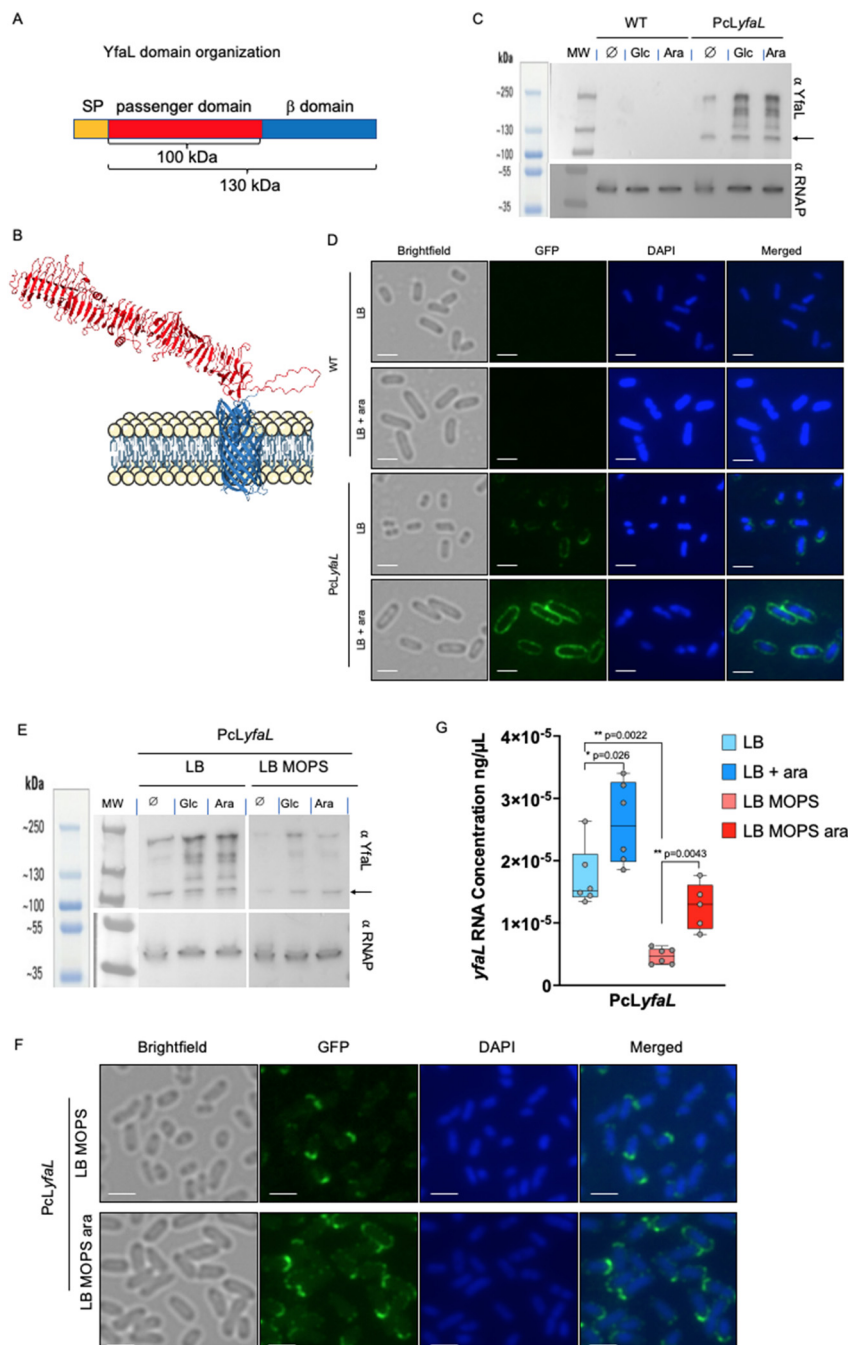 A
YfaL domain organization
SP passenger domain β domain
100 kDa
130 kDa
B
C
WT PcLyfaL
kDa MW Ø Glc Ara Ø Glc Ara
~250
~130
~100
~55
~35
α YfaL
α RNAP
D
Brightfield GFP DAPI Merged
WT
LB
LB + ara
PcLyfaL
LB
LB + ara
E
PcLyfaL
LB LB MOPS
kDa MW Ø Glc Ara Ø Glc Ara
~250
~130
~100
~55
~35
α YfaL
α RNAP
G
yfaL RNA Concentration ng/µL
4×10-5
3×10-5
2×10-5
1×10-5
0
** p=0.0022
* p=0.026
** p=0.0043
PcLyfaL
LB
LB + ara
LB MOPS
LB MOPS ara
F
Brightfield GFP DAPI Merged
PcLyfaL
LB MOPS
LB MOPS ara